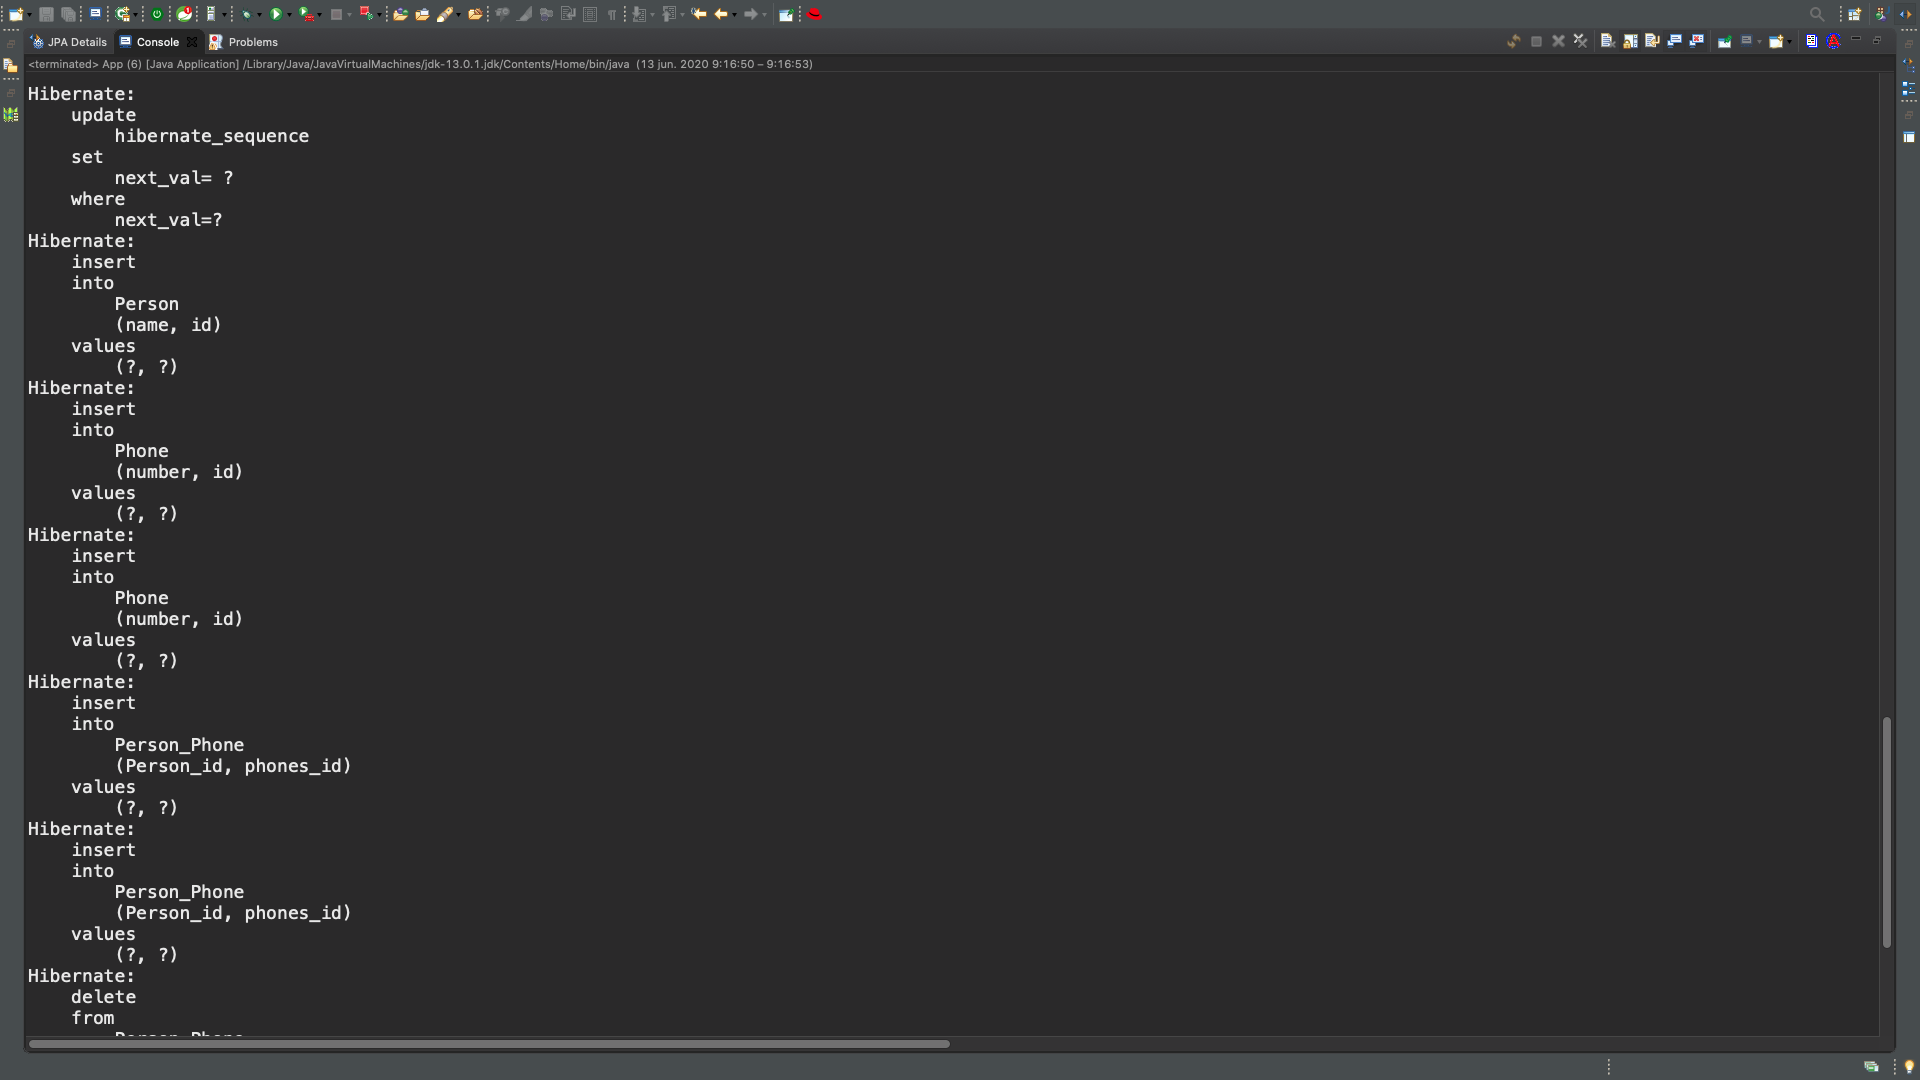 JPA Details
Console
Problems
<terminated> App (6) [Java Application] /Library/Java/JavaVirtualMachines/jdk-13.0.1.jdk/Contents/Home/bin/java  (13 jun. 2020 9:16:50 – 9:16:53)
Hibernate:
    update
        hibernate_sequence
    set
        next_val= ?
    where
        next_val=?
Hibernate:
    insert
    into
        Person
        (name, id)
    values
        (?, ?)
Hibernate:
    insert
    into
        Phone
        (number, id)
    values
        (?, ?)
Hibernate:
    insert
    into
        Phone
        (number, id)
    values
        (?, ?)
Hibernate:
    insert
    into
        Person_Phone
        (Person_id, phones_id)
    values
        (?, ?)
Hibernate:
    insert
    into
        Person_Phone
        (Person_id, phones_id)
    values
        (?, ?)
Hibernate:
    delete
    from